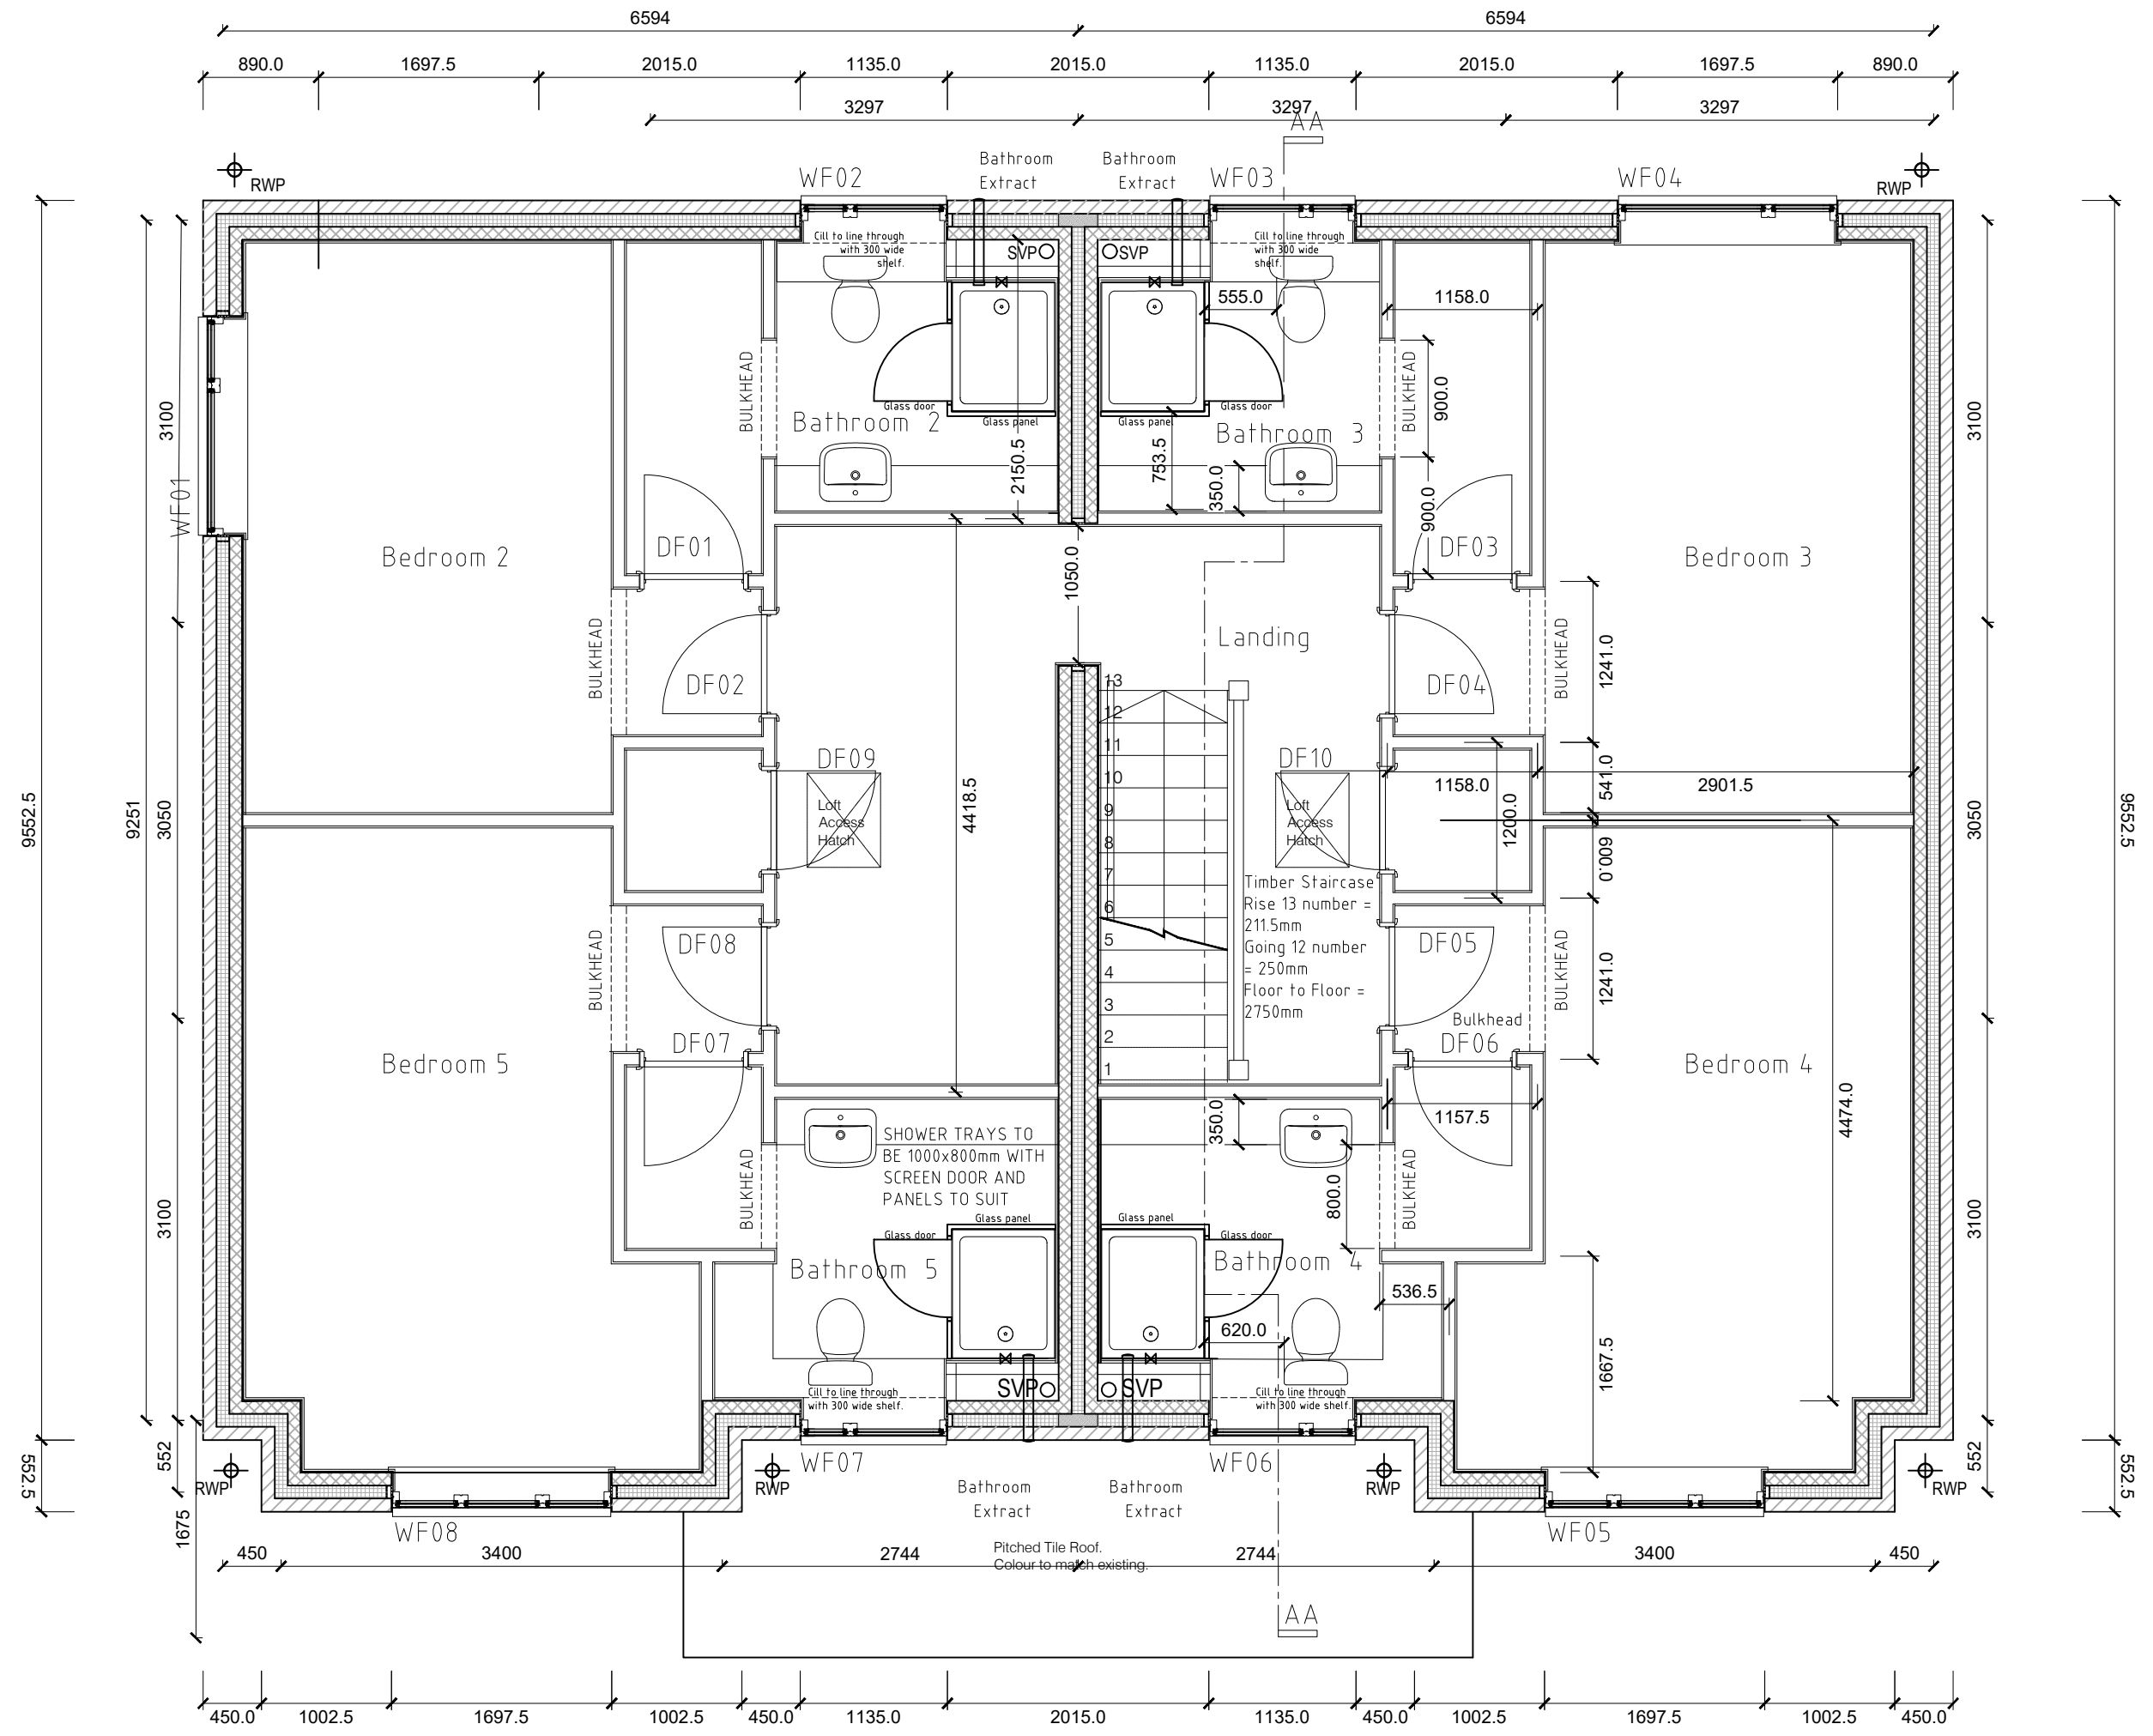 6594 6594
890.0 1697.5 2015.0 1135.0 2015.0 1135.0 2015.0 1697.5 890.0
3297 3297 3297
AA
RWP
WF02
Bathroom
Extract
Bathroom
Extract
WF03
WF04
RWP
Cill to line through
with 300 wide
shelf.
SVP
SVP
Cill to line through
with 300 wide
shelf.
555.0
1158.0
BULKHEAD
Glass door
Glass panel
Bathroom 2
2150.5
Glass panel
Glass door
Bathroom 3
753.5
350.0
BULKHEAD
900.0
900.0
3100
WF01
3100
Bedroom 2
DF01
1050.0
DF03
Bedroom 3
BULKHEAD
DF02
Landing
DF04
BULKHEAD
1241.0
13
12
11
10
9
8
7
6
5
4
3
2
1
DF09
Loft
Access
Hatch
4418.5
DF10
Loft
Access
Hatch
1158.0
1200.0
541.0
2901.5
600.0
9552.5
9251
3050
3050
9552.5
Timber Staircase
Rise 13 number =
211.5mm
Going 12 number
= 250mm
Floor to Floor =
2750mm
BULKHEAD
DF08
DF07
DF05
Bulkhead
DF06
BULKHEAD
1241.0
Bedroom 5
Bedroom 4
4474.0
1157.5
350.0
800.0
SHOWER TRAYS TO
BE 1000x800mm WITH
SCREEN DOOR AND
PANELS TO SUIT
BULKHEAD
BULKHEAD
3100
3100
Glass panel
Glass door
Bathroom 5
Glass panel
Glass door
Bathroom 4
536.5
620.0
1667.5
SVP
SVP
Cill to line through
with 300 wide shelf.
Cill to line through
with 300 wide shelf.
552.5
552
1675
RWP
WF08
RWP
WF07
Bathroom
Extract
Bathroom
Extract
WF06
RWP
WF05
RWP
552
552.5
Pitched Tile Roof.
Colour to match existing.
450 3400 2744 2744 3400 450
AA
450.0 1002.5 1697.5 1002.5 450.0 1135.0 2015.0 1135.0 450.0 1002.5 1697.5 1002.5 450.0